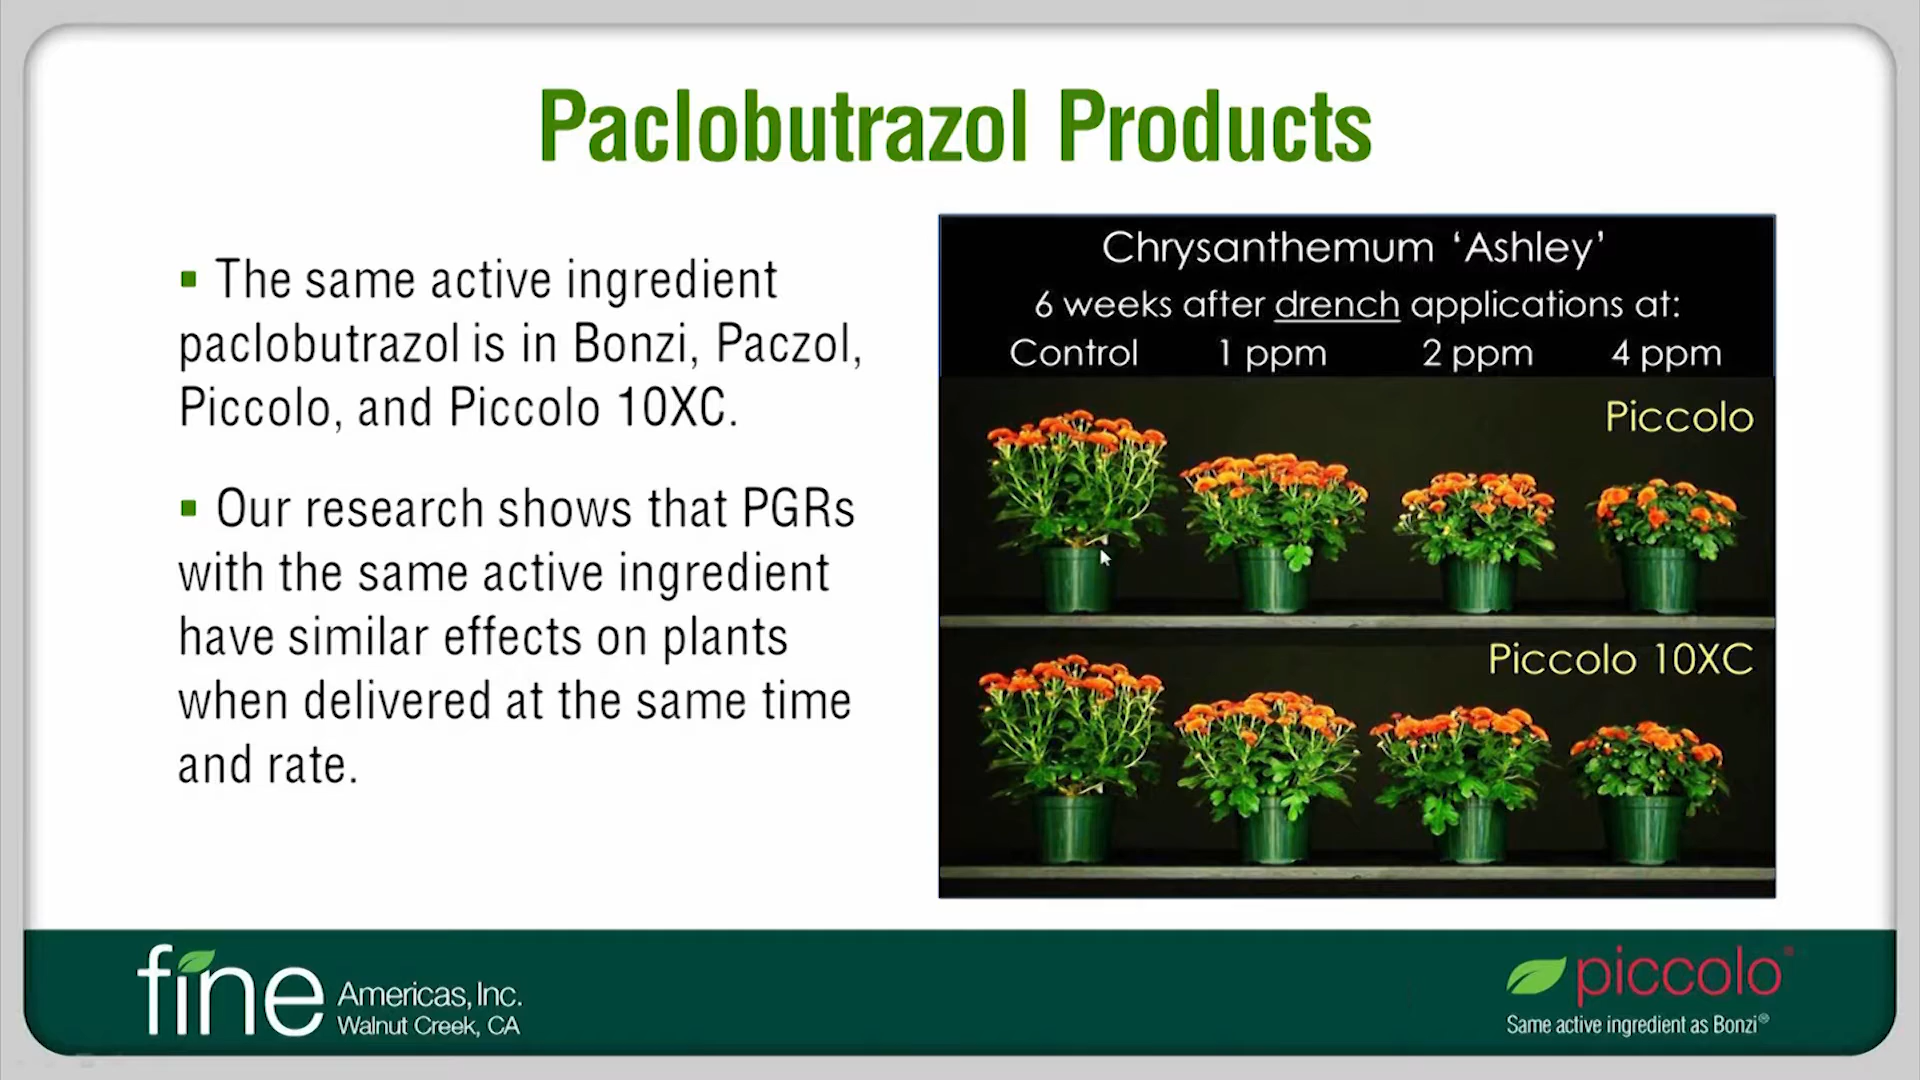 Paclobutrazol Products
▪ The same active ingredient
paclobutrazol is in Bonzi, Paczol,
Piccolo, and Piccolo 10XC.
▪ Our research shows that PGRs
with the same active ingredient
have similar effects on plants
when delivered at the same time
and rate.
Chrysanthemum ‘Ashley’
6 weeks after drench applications at:
Control 1 ppm 2 ppm 4 ppm
Piccolo
Piccolo 10XC
fine Americas, Inc.
Walnut Creek, CA
piccolo®
Same active ingredient as Bonzi®